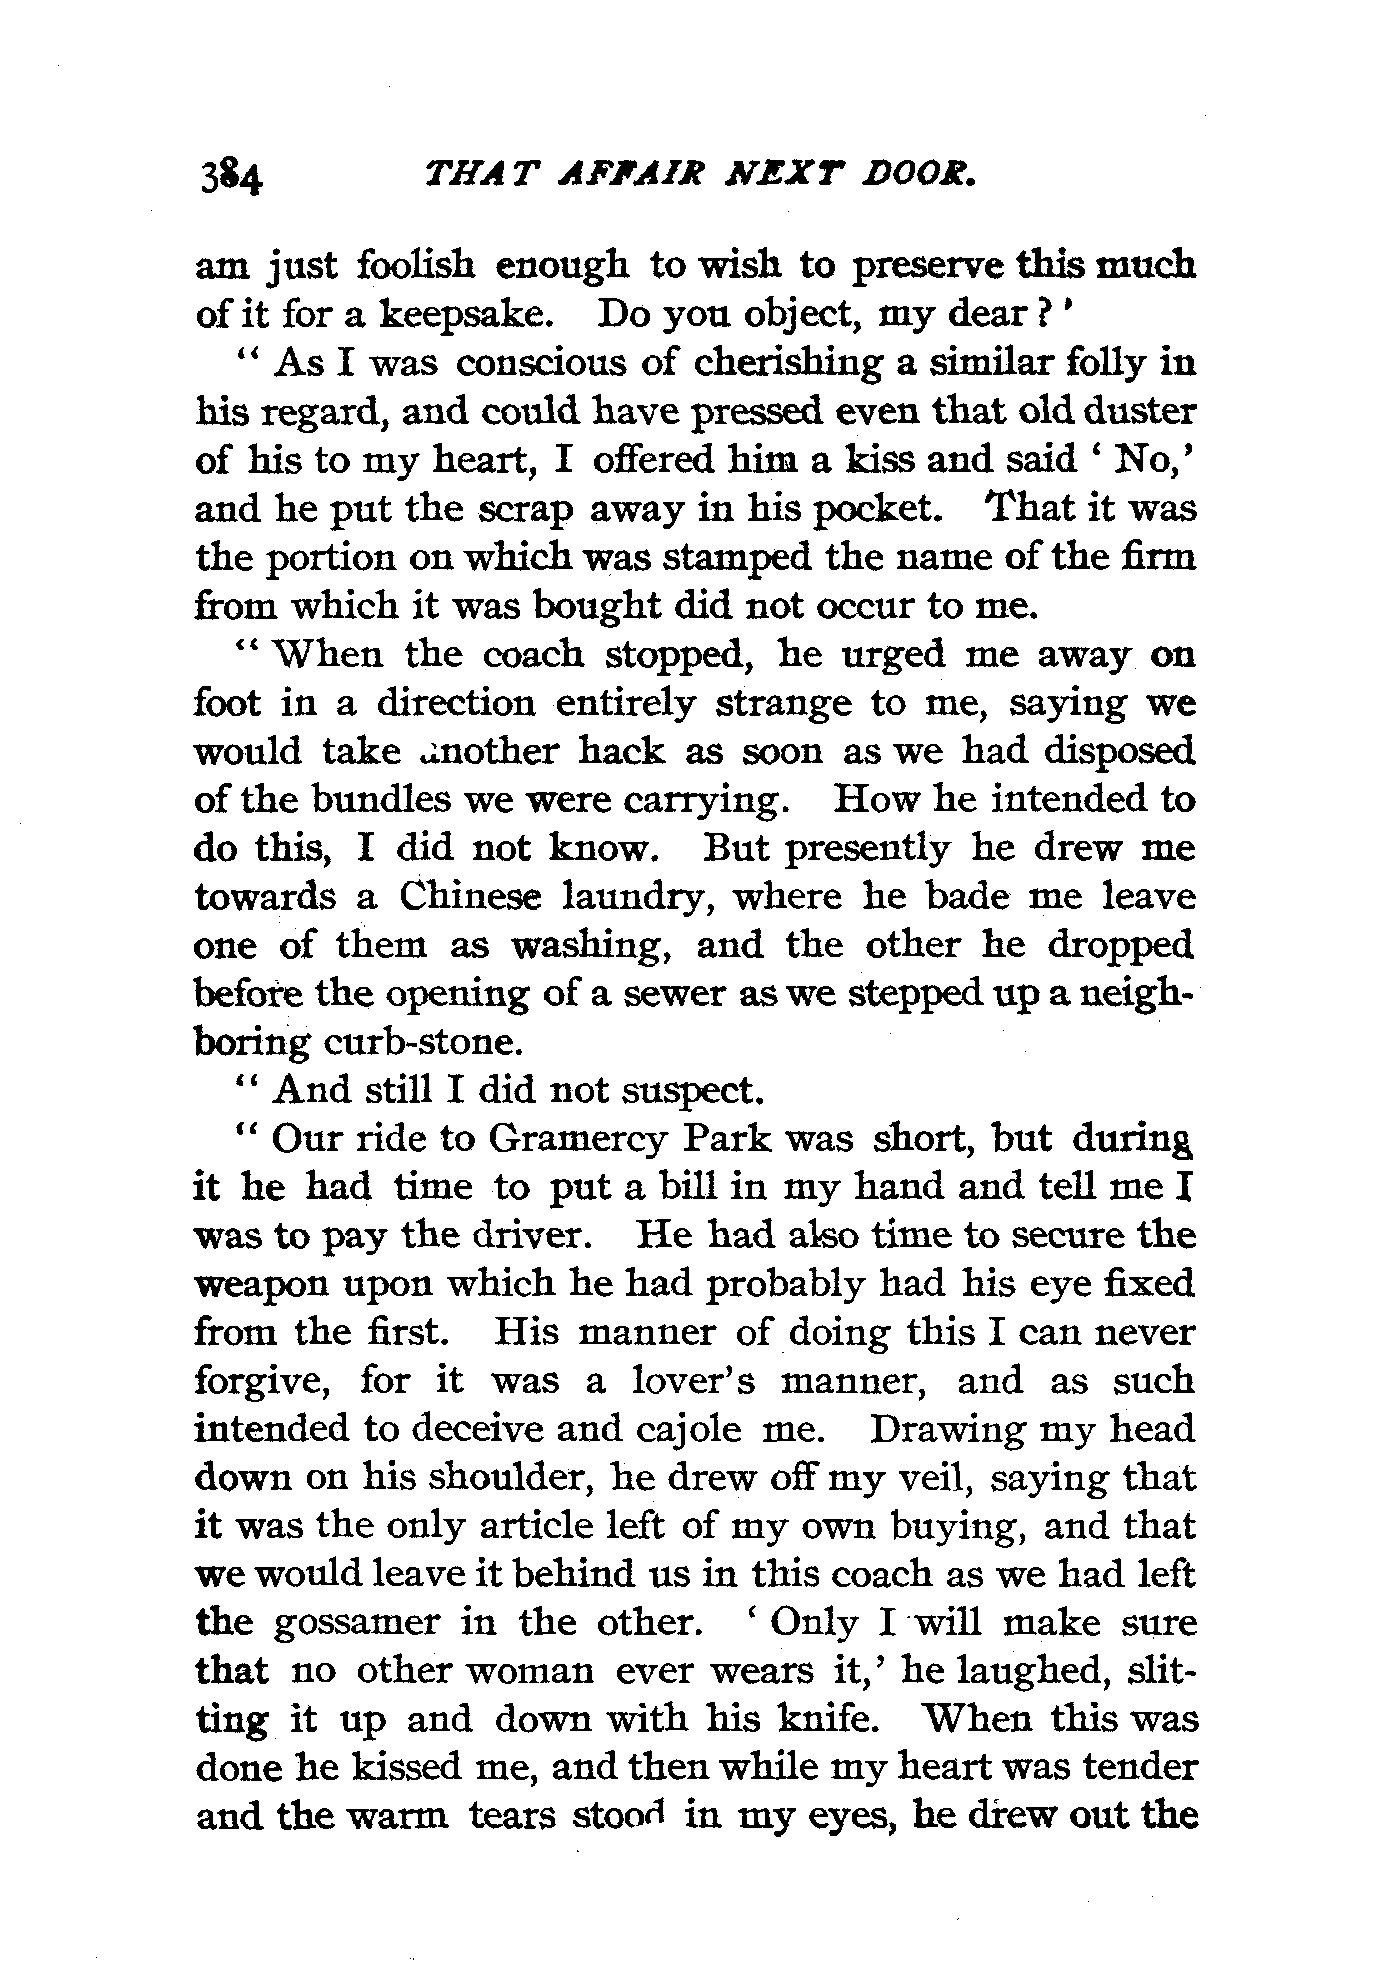 384 THAT AFFAIR NEXT DOOR.
am just foolish enough to wish to preserve this much
of it for a keepsake. Do you object, my dear ? '
“ As I was conscious of cherishing a similar folly in
his regard, and could have pressed even that old duster
of his to my heart, I offered him a kiss and said ‘ No,’
and he put the scrap away in his pocket. That it was
the portion on which was stamped the name of the firm
from which it was bought did not occur to me.
“ When the coach stopped, he urged me away on
foot in a direction entirely strange to me, saying we
would take another hack as soon as we had disposed
of the bundles we were carrying. How he intended to
do this, I did not know. But presently he drew me
towards a Chinese laundry, where he bade me leave
one of them as washing, and the other he dropped
before the opening of a sewer as we stepped up a neigh-
boring curb-stone.
“ And still I did not suspect.
“ Our ride to Gramercy Park was short, but during
it he had time to put a bill in my hand and tell me I
was to pay the driver. He had also time to secure the
weapon upon which he had probably had his eye fixed
from the first. His manner of doing this I can never
forgive, for it was a lover's manner, and as such
intended to deceive and cajole me. Drawing my head
down on his shoulder, he drew off my veil, saying that
it was the only article left of my own buying, and that
we would leave it behind us in this coach as we had left
the gossamer in the other. ‘ Only I will make sure
that no other woman ever wears it,’ he laughed, slit-
ting it up and down with his knife. When this was
done he kissed me, and then while my heart was tender
and the warm tears stood in my eyes, he drew out the